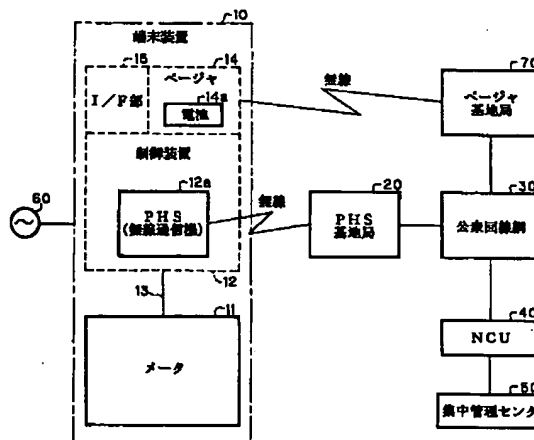 10
端末装置
15
14
I/F部
ページャ
14a
電池
無線
70
ページャ
基地局
制御装置
12a
PHS
(無線通信機)
無線
20
PHS
基地局
30
公衆回線網
60
12
13
11
メータ
40
NCU
50
集中管理センタ